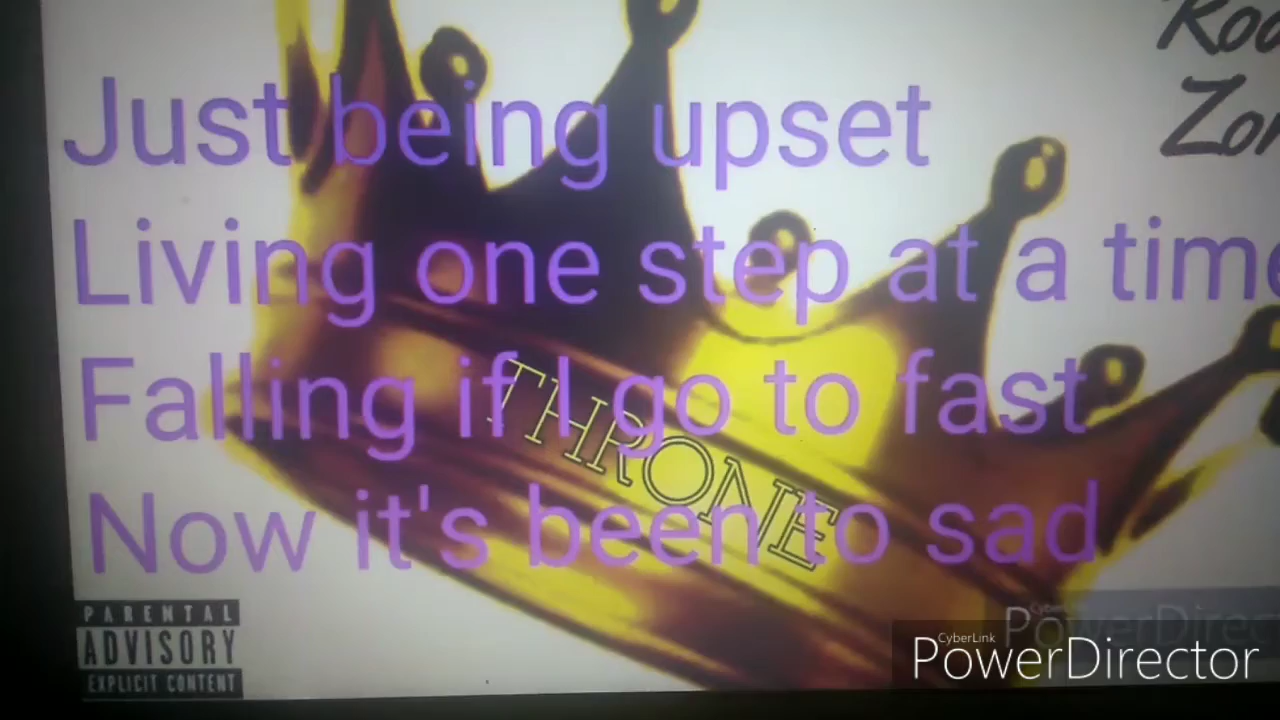 Just being upset
Living one step at a time
Falling if I go to fast
Now it's been to sad
THRONE
PARENTAL
ADVISORY
EXPLICIT CONTENT
CyberLink
PowerDirector